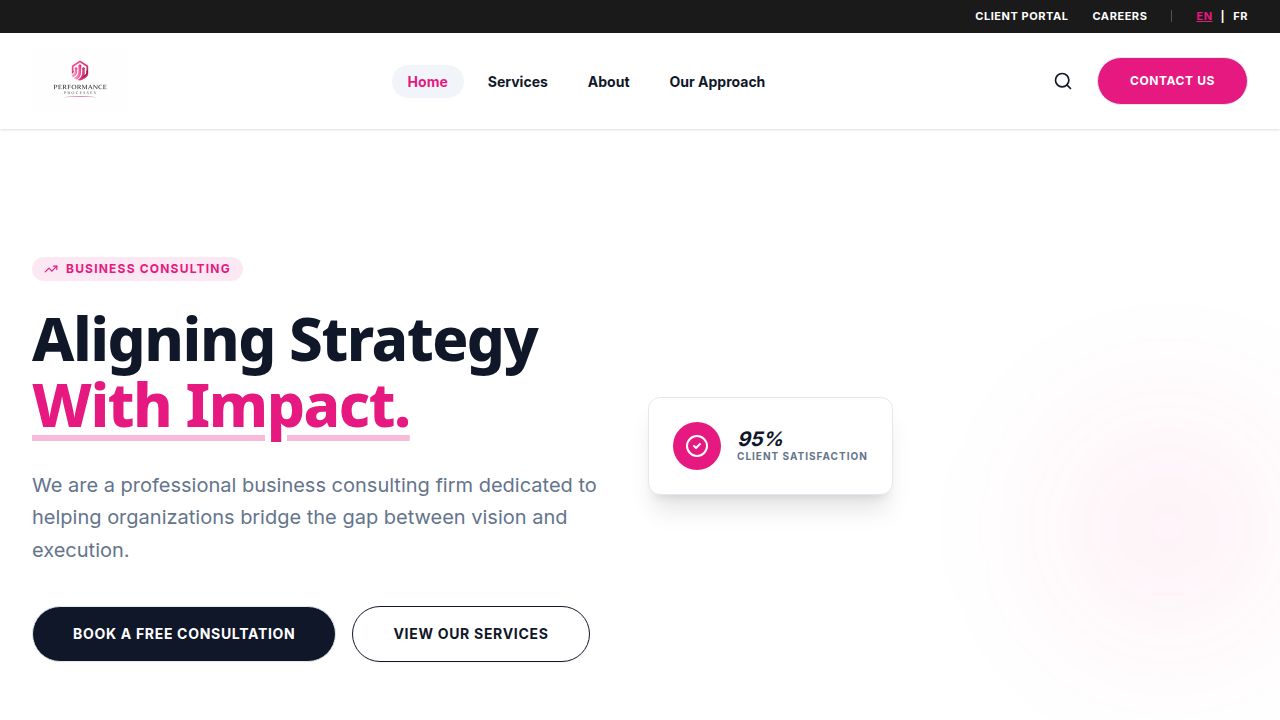 CLIENT PORTAL CAREERS EN | FR
PERFORMANCE
PROCESSES
Home Services About Our Approach
CONTACT US
BUSINESS CONSULTING
Aligning Strategy
With Impact.
We are a professional business consulting firm dedicated to
helping organizations bridge the gap between vision and
execution.
95%
CLIENT SATISFACTION
BOOK A FREE CONSULTATION
VIEW OUR SERVICES